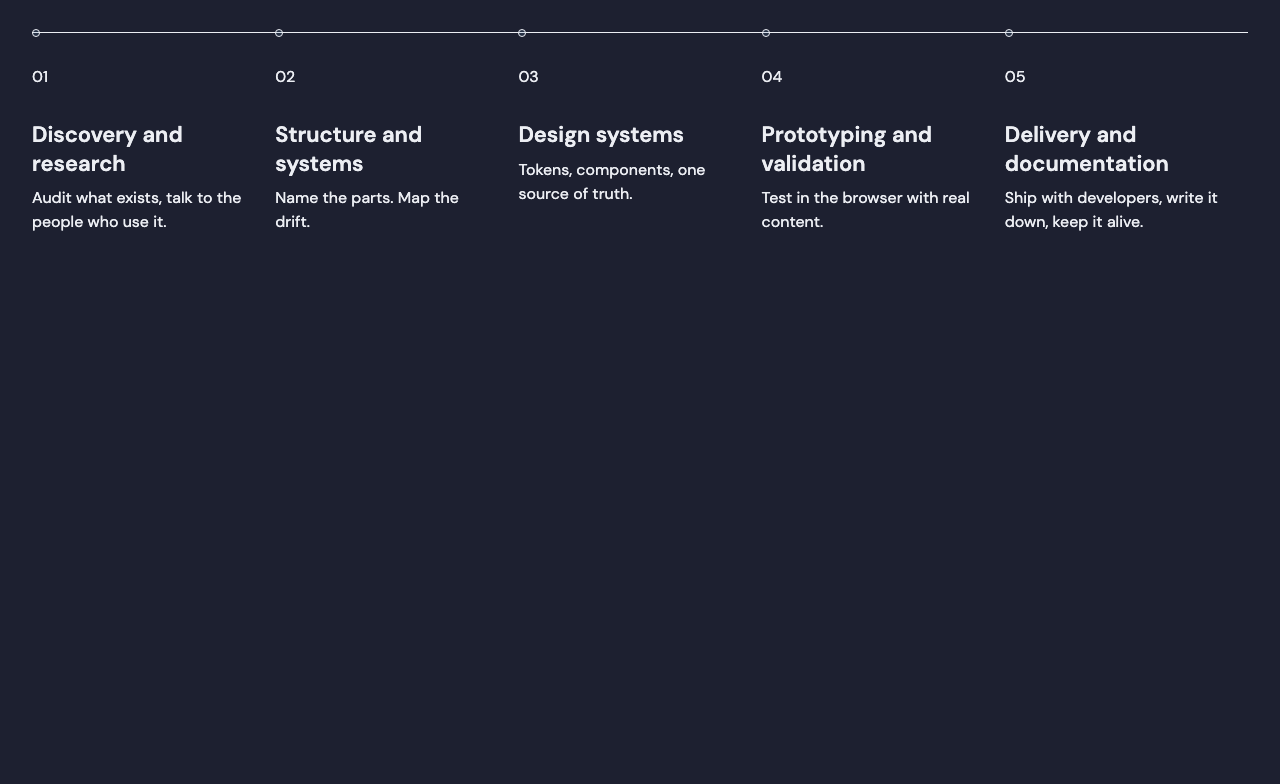 01
Discovery and
research
Audit what exists, talk to the
people who use it.
02
Structure and
systems
Name the parts. Map the
drift.
03
Design systems
Tokens, components, one
source of truth.
04
Prototyping and
validation
Test in the browser with real
content.
05
Delivery and
documentation
Ship with developers, write it
down, keep it alive.